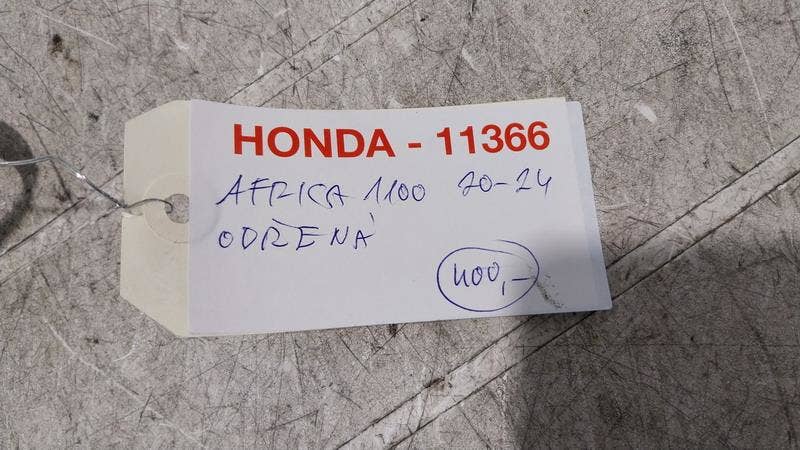 HONDA - 11366
AFRICA 1100 20-24
ODŘENÁ
400,-